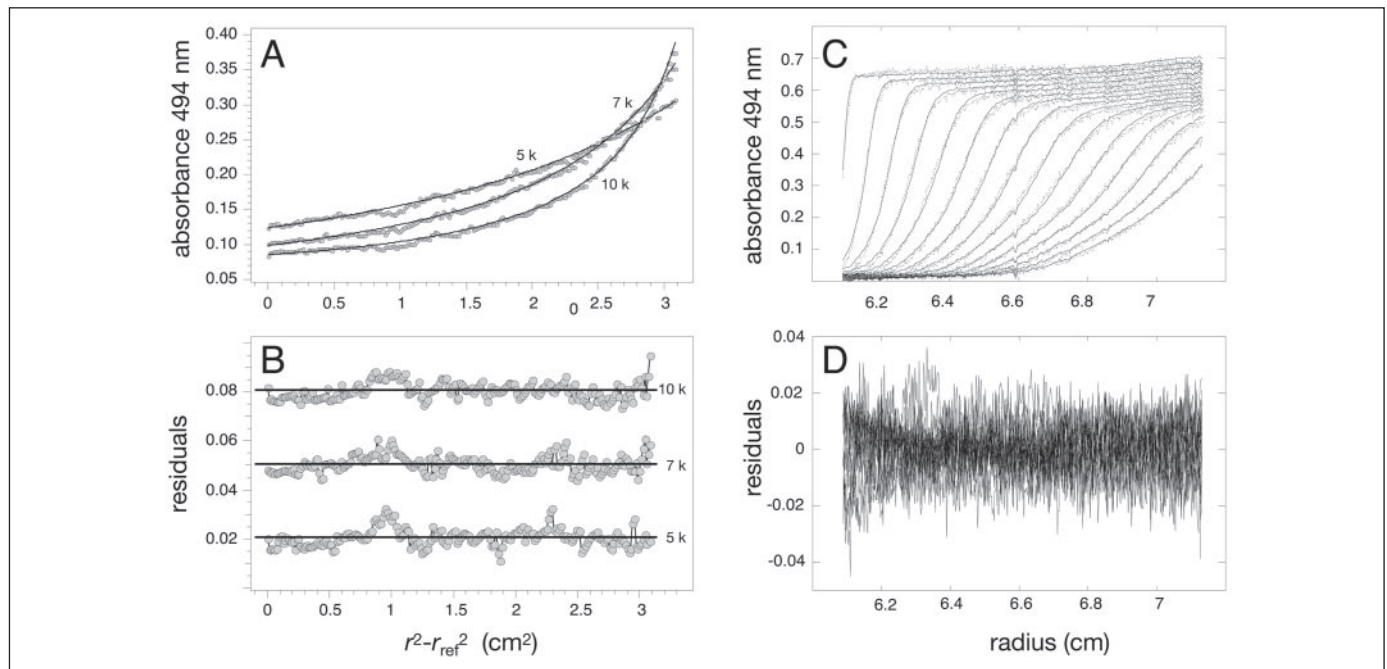 A
absorbance 494 nm
0.40
0.35
0.30
0.25
0.20
0.15
0.10
0.05
7 k
5 k
10 k
0 0.5 1 1.5 2 0 2.5 3
B
residuals
0.08
0.06
0.04
0.02
10 k
7 k
5 k
0 0.5 1 1.5 2 2.5 3
r²-r_ref² (cm²)
C
absorbance 494 nm
0.7
0.6
0.5
0.4
0.3
0.2
0.1
6.2 6.4 6.6 6.8 7
D
residuals
0.04
0.02
0
-0.02
-0.04
6.2 6.4 6.6 6.8 7
radius (cm)